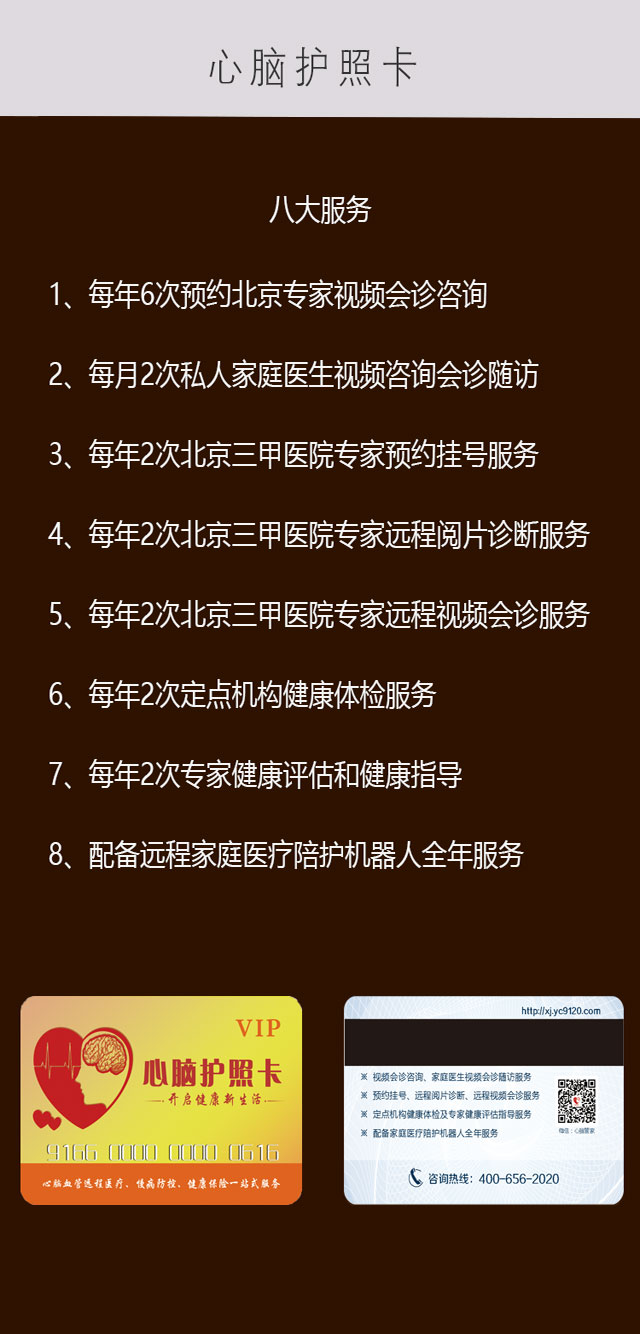 心脑护照卡
八大服务
1、每年6次预约北京专家视频会诊咨询
2、每月2次私人家庭医生视频咨询会诊随访
3、每年2次北京三甲医院专家预约挂号服务
4、每年2次北京三甲医院专家远程阅片诊断服务
5、每年2次北京三甲医院专家远程视频会诊服务
6、每年2次定点机构健康体检服务
7、每年2次专家健康评估和健康指导
8、配备远程家庭医疗陪护机器人全年服务
VIP
心脑护照卡
开启健康新生活
9166 0000 0000 0616
心脑血管远程医疗、慢病防控、健康保险一站式服务
http://xj.yc9120.com
※ 视频会诊咨询、家庭医生视频会诊随访服务
※ 预约挂号、远程阅片诊断、远程视频会诊服务
※ 定点机构健康体检及专家健康评估指导服务
※ 配备家庭医疗陪护机器人全年服务
微信：心脑管家
咨询热线：400-656-2020